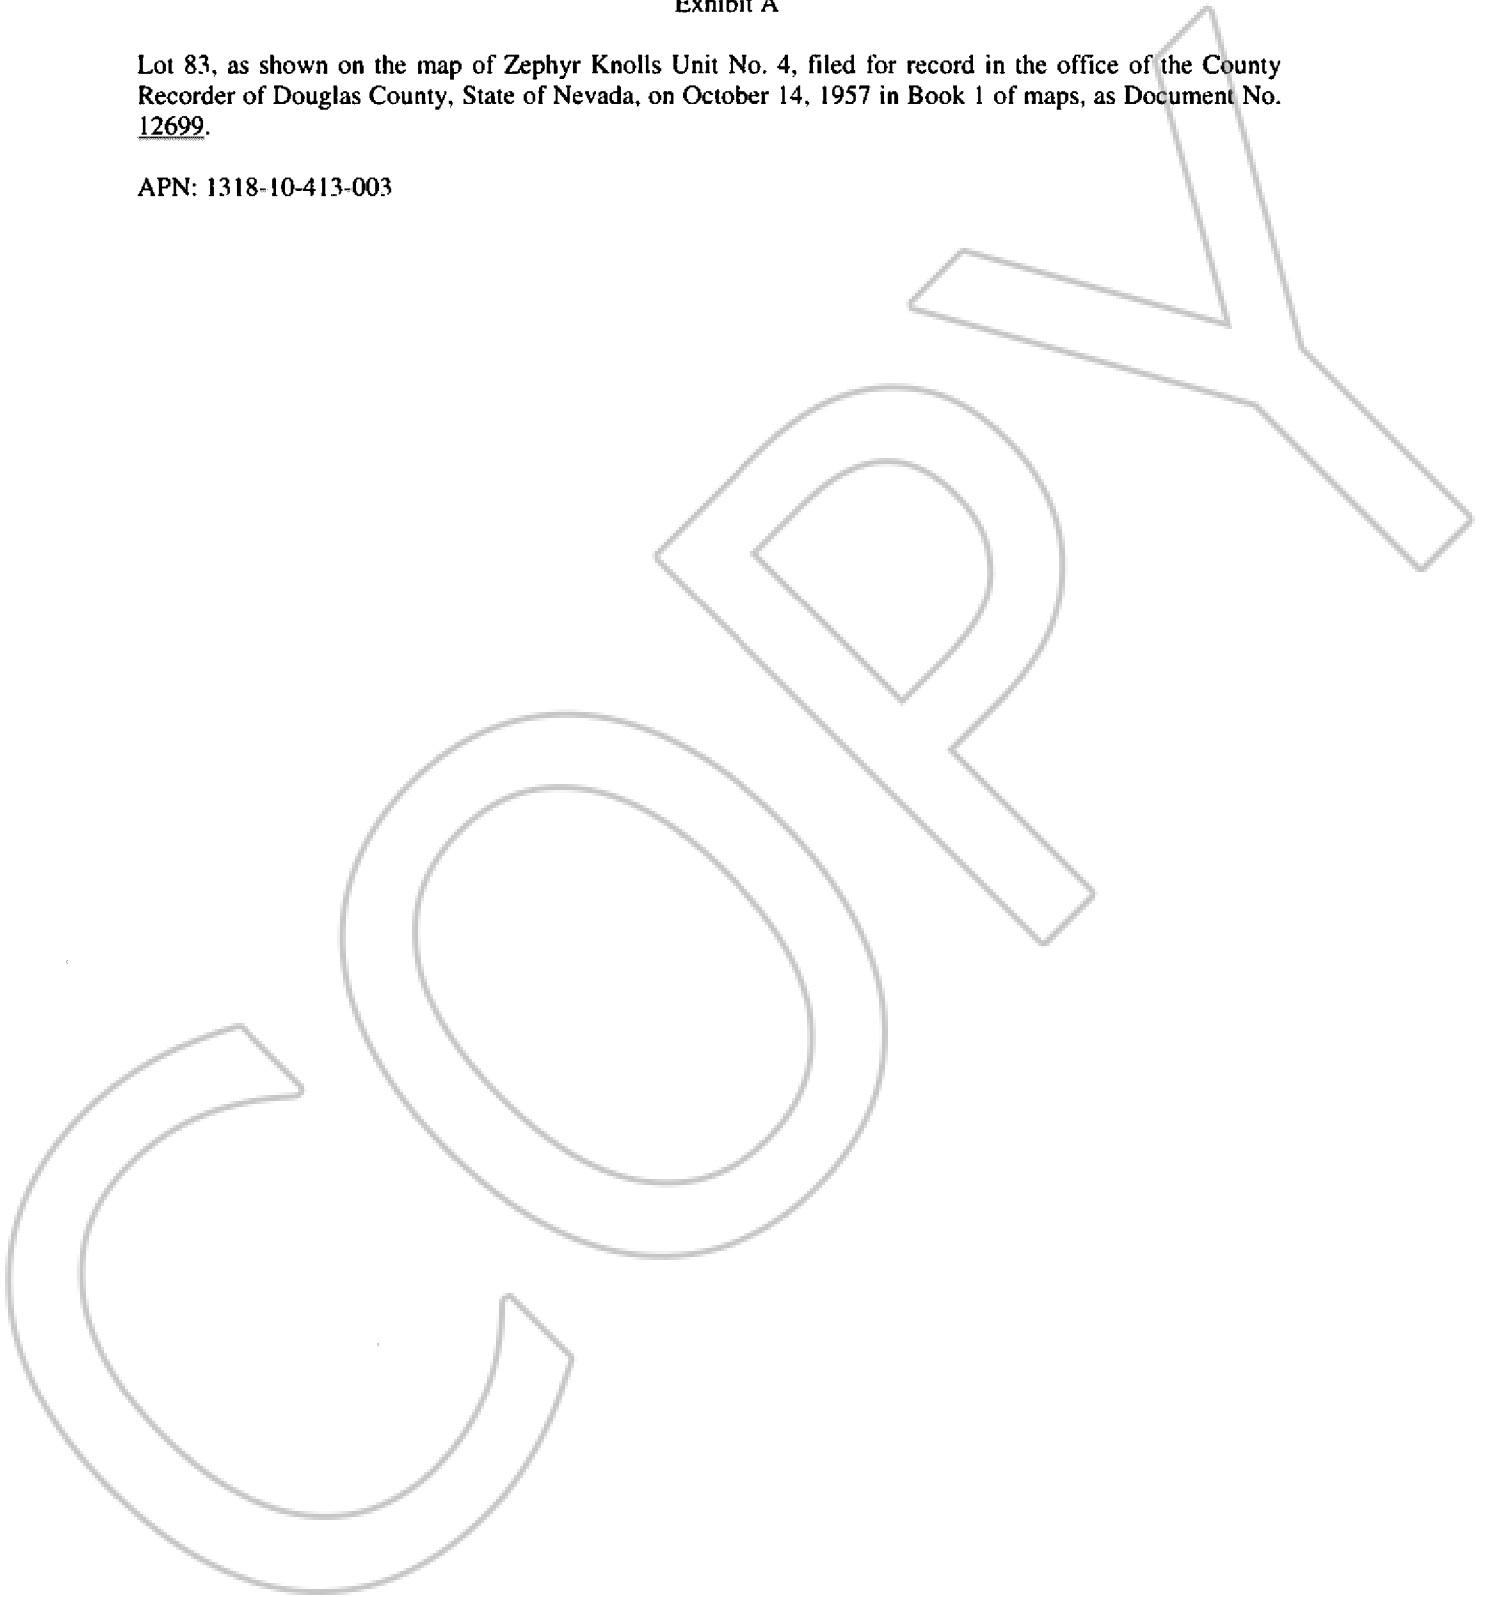 Exhibit A
Lot 83, as shown on the map of Zephyr Knolls Unit No. 4, filed for record in the office of the County
Recorder of Douglas County, State of Nevada, on October 14, 1957 in Book 1 of maps, as Document No.
12699.
APN: 1318-10-413-003
COPY